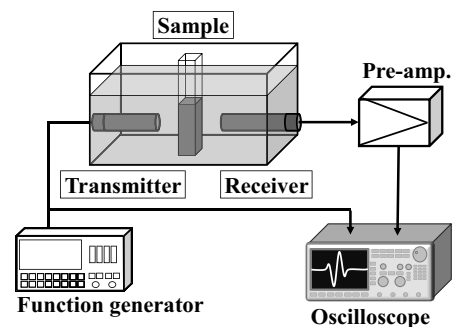 Sample
Pre-amp.
Transmitter
Receiver
Function generator
Oscilloscope